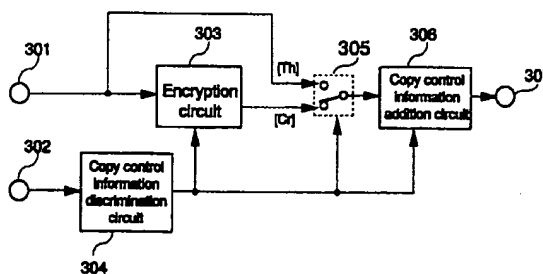 301
303
Encryption
circuit
[Th]
[Cr]
305
306
Copy control
information
addition circuit
30
302
Copy control
information
discrimination
circuit
304